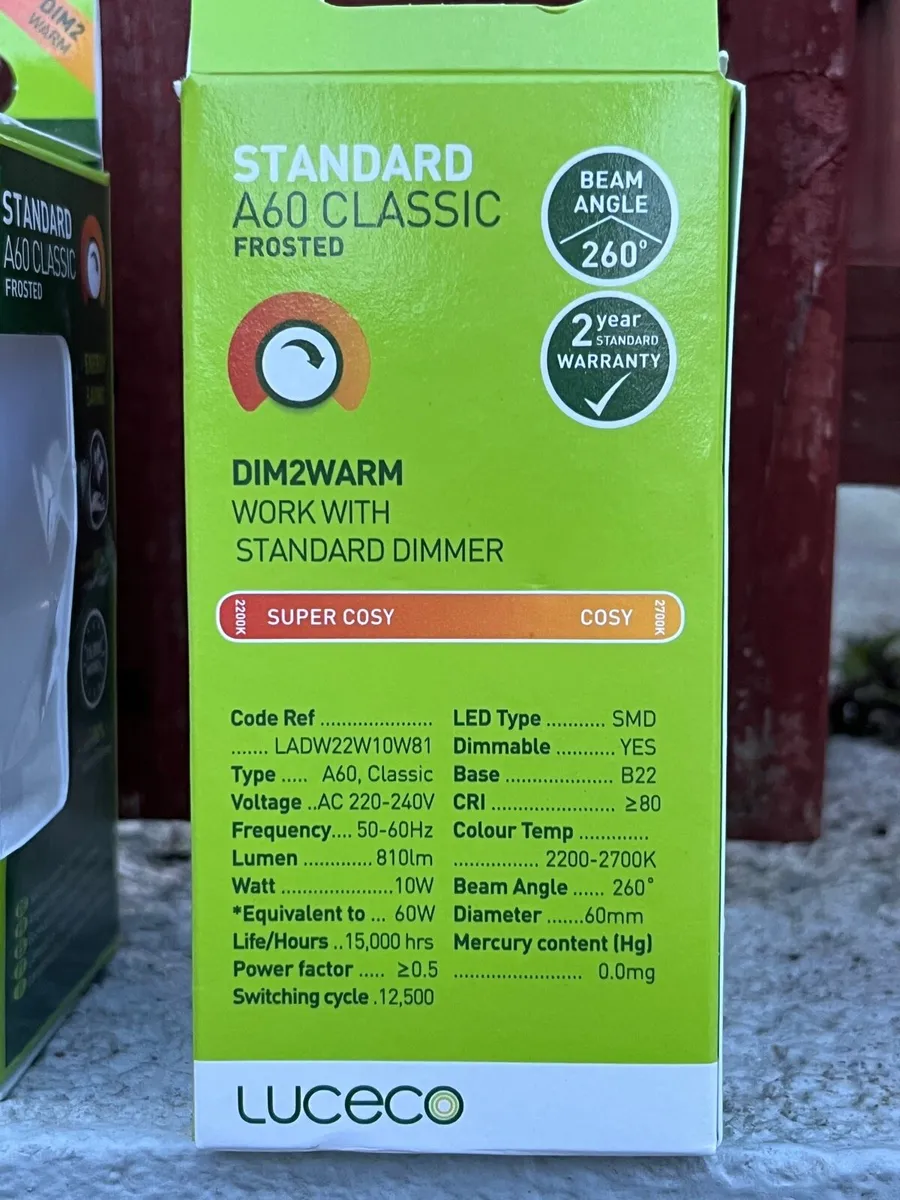 DIM2
WARM
STANDARD
A60 CLASSIC
FROSTED
STANDARD
A60 CLASSIC
FROSTED
BEAM
ANGLE
260°
2 year
STANDARD
WARRANTY
DIM2WARM
WORK WITH
STANDARD DIMMER
2200K SUPER COSY COSY 2700K
Code Ref .....................
....... LADW22W10W81
Type ..... A60, Classic
Voltage ..AC 220-240V
Frequency.... 50-60Hz
Lumen ............. 810lm
Watt .....................10W
*Equivalent to ... 60W
Life/Hours ..15,000 hrs
Power factor ..... ≥0.5
Switching cycle .12,500
LED Type ........... SMD
Dimmable ........... YES
Base .................... B22
CRI ....................... ≥80
Colour Temp .............
................ 2200-2700K
Beam Angle ...... 260°
Diameter .......60mm
Mercury content (Hg)
........................ 0.0mg
LUCECO